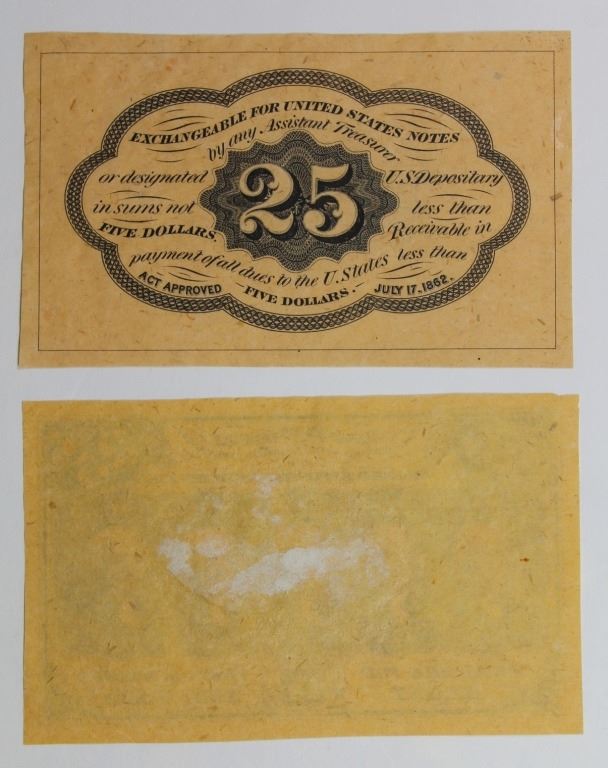 EXCHANGEABLE FOR UNITED STATES NOTES
by any Assistant Treasurer
or designated U.S. Depositary
in sums not less than
FIVE DOLLARS. Receivable in
payment of all dues to the U. States less than
FIVE DOLLARS.
25
ACT APPROVED JULY 17, 1862.